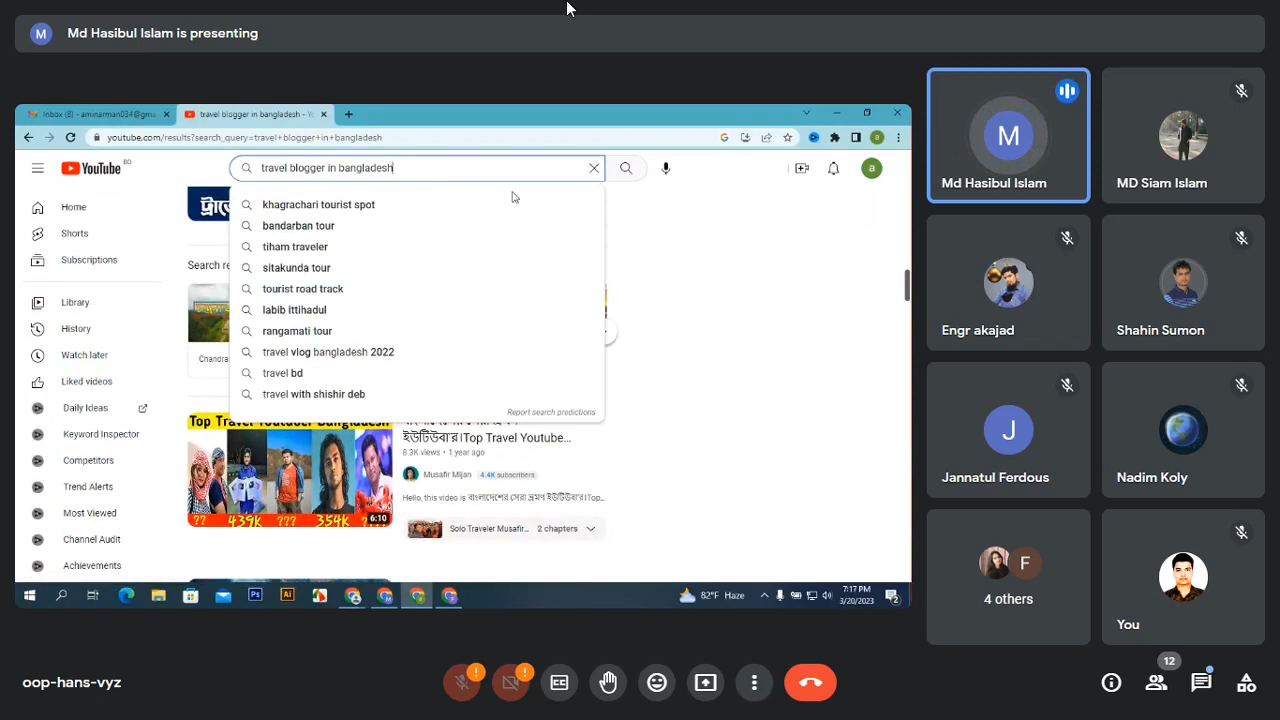 Md Hasibul Islam is presenting
Inbox (8) - aminarman034@gm
travel blogger in bangladesh - Yo
youtube.com/results?search_query=travel+blogger+in+bangladesh
YouTube BD
travel blogger in bangladesh
khagrachari tourist spot
bandarban tour
tiham traveler
sitakunda tour
tourist road track
labib ittihadul
rangamati tour
travel vlog bangladesh 2022
travel bd
travel with shishir deb
Report search predictions
Home
Shorts
Subscriptions
Library
History
Watch later
Liked videos
Daily Ideas
Keyword Inspector
Competitors
Trend Alerts
Most Viewed
Channel Audit
Achievements
Search re
Chandra
Top Travel Youtuber Bangladesh
?? 439K ??? 354K ??
6:10
ইউটিউবার।Top Travel Youtube...
8.3K views • 1 year ago
Musafir Mijan 4.4K subscribers
Hello, this video is বাংলাদেশের সেরা ভ্রমণ ইউটিউবার।Top...
Solo Traveler Musafir... 2 chapters
82°F Haze
7:17 PM
3/20/2023
2
M
Md Hasibul Islam
MD Siam Islam
Engr akajad
Shahin Sumon
J
Jannatul Ferdous
Nadim Koly
F
4 others
You
oop-hans-vyz
12